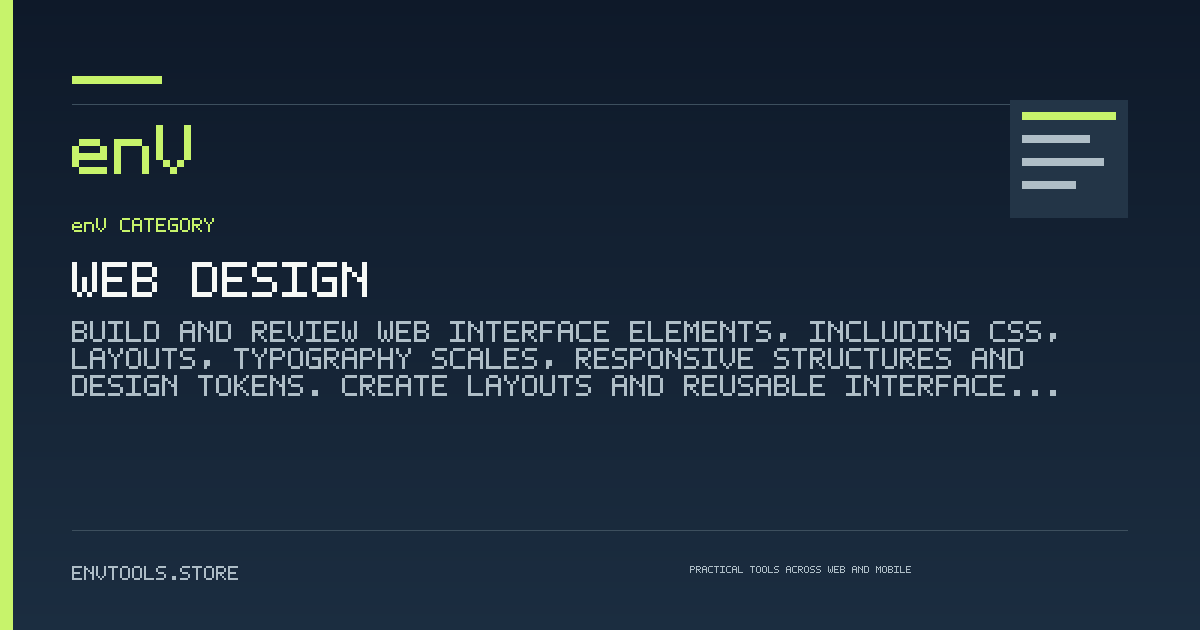 enV
enV CATEGORY
WEB DESIGN
BUILD AND REVIEW WEB INTERFACE ELEMENTS, INCLUDING CSS,
LAYOUTS, TYPOGRAPHY SCALES, RESPONSIVE STRUCTURES AND
DESIGN TOKENS. CREATE LAYOUTS AND REUSABLE INTERFACE...
ENVTOOLS.STORE
PRACTICAL TOOLS ACROSS WEB AND MOBILE